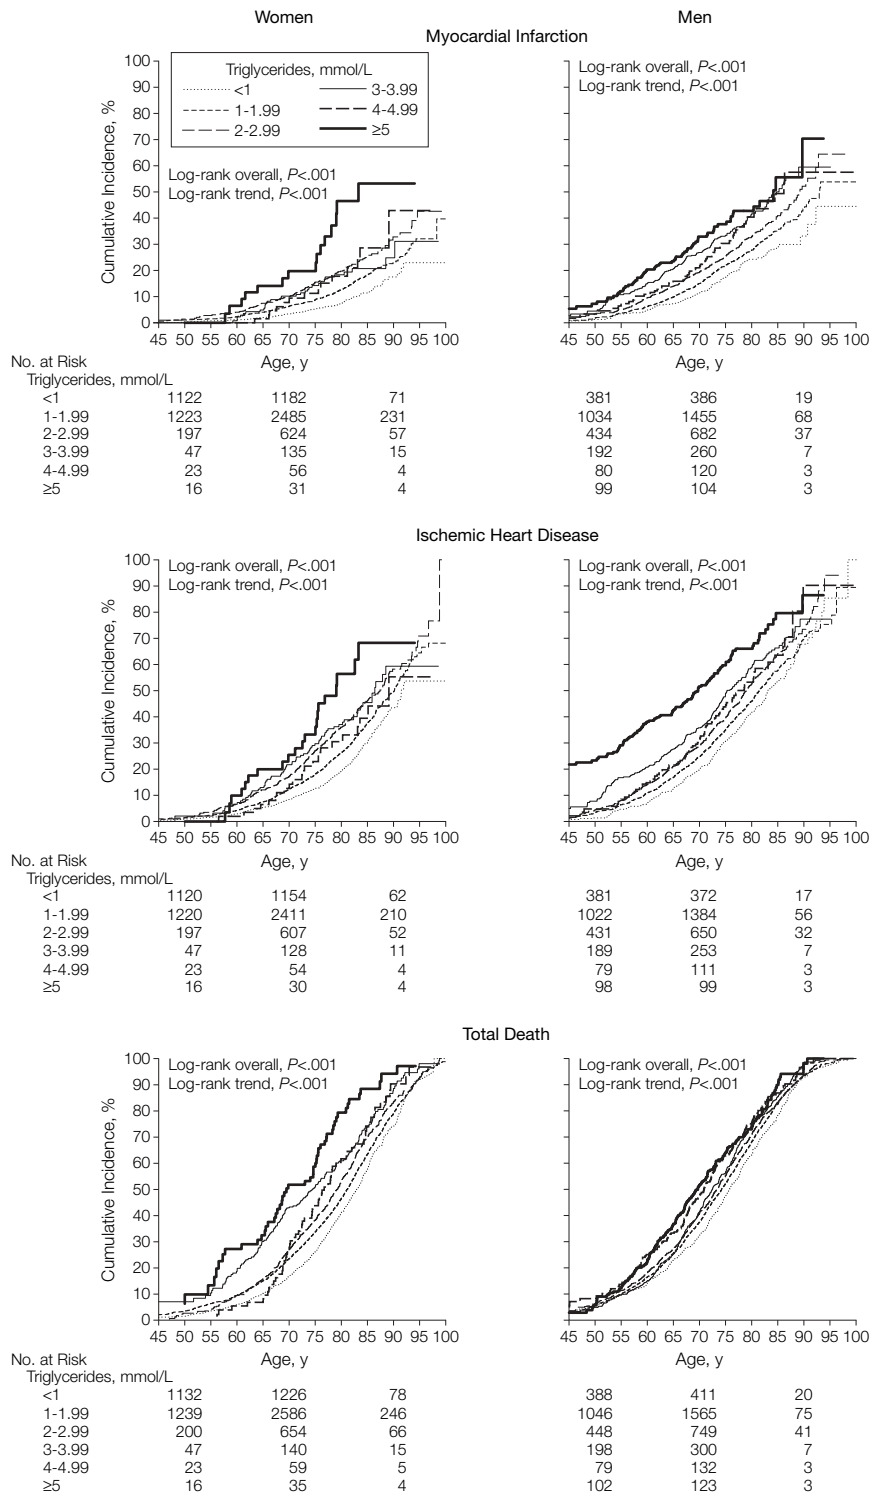 Women Men
Myocardial Infarction
Triglycerides, mmol/L
<1 3-3.99
1-1.99 4-4.99
2-2.99 ≥5
Log-rank overall, P<.001
Log-rank trend, P<.001
Log-rank overall, P<.001
Log-rank trend, P<.001
Cumulative Incidence, %
100
90
80
70
60
50
40
30
20
10
0
45 50 55 60 65 70 75 80 85 90 95 100
45 50 55 60 65 70 75 80 85 90 95 100
No. at Risk Age, y Age, y
Triglycerides, mmol/L
<1 1122 1182 71 381 386 19
1-1.99 1223 2485 231 1034 1455 68
2-2.99 197 624 57 434 682 37
3-3.99 47 135 15 192 260 7
4-4.99 23 56 4 80 120 3
≥5 16 31 4 99 104 3
Ischemic Heart Disease
Log-rank overall, P<.001
Log-rank trend, P<.001
Log-rank overall, P<.001
Log-rank trend, P<.001
Cumulative Incidence, %
100
90
80
70
60
50
40
30
20
10
0
45 50 55 60 65 70 75 80 85 90 95 100
45 50 55 60 65 70 75 80 85 90 95 100
No. at Risk Age, y Age, y
Triglycerides, mmol/L
<1 1120 1154 62 381 372 17
1-1.99 1220 2411 210 1022 1384 56
2-2.99 197 607 52 431 650 32
3-3.99 47 128 11 189 253 7
4-4.99 23 54 4 79 111 3
≥5 16 30 4 98 99 3
Total Death
Log-rank overall, P<.001
Log-rank trend, P<.001
Log-rank overall, P<.001
Log-rank trend, P<.001
Cumulative Incidence, %
100
90
80
70
60
50
40
30
20
10
0
45 50 55 60 65 70 75 80 85 90 95 100
45 50 55 60 65 70 75 80 85 90 95 100
No. at Risk Age, y Age, y
Triglycerides, mmol/L
<1 1132 1226 78 388 411 20
1-1.99 1239 2586 246 1046 1565 75
2-2.99 200 654 66 448 749 41
3-3.99 47 140 15 198 300 7
4-4.99 23 59 5 79 132 3
≥5 16 35 4 102 123 3